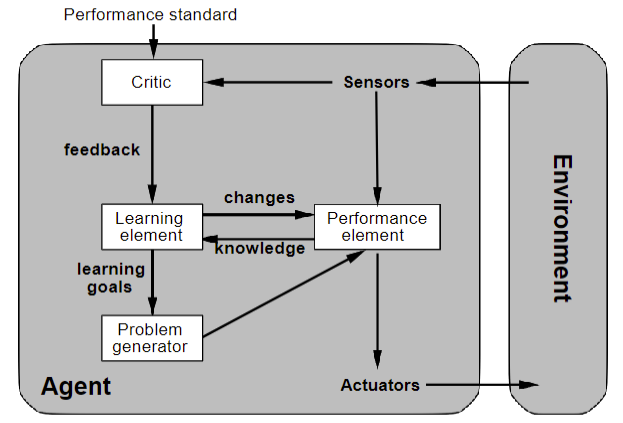 Performance standard
Critic
Sensors
feedback
changes
Learning
element
Performance
element
knowledge
learning
goals
Problem
generator
Agent
Actuators
Environment